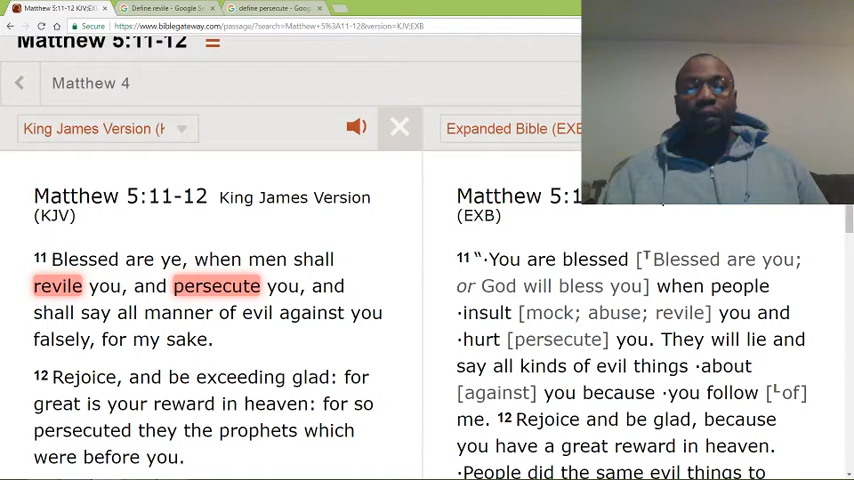 Matthew 5:11-12 KJV;EX
Define revile - Google Se
define persecute - Goog
Secure
https://www.biblegateway.com/passage/?search=Matthew+5%3A11-12&version=KJV;EXB
Matthew 5:11-12
Matthew 4
King James Version (
Expanded Bible (EX
Matthew 5:11-12 King James Version
(KJV)
11 Blessed are ye, when men shall
revile you, and persecute you, and
shall say all manner of evil against you
falsely, for my sake.
12 Rejoice, and be exceeding glad: for
great is your reward in heaven: for so
persecuted they the prophets which
were before you.
Matthew 5:1
(EXB)
11 “·You are blessed [TBlessed are you;
or God will bless you] when people
·insult [mock; abuse; revile] you and
·hurt [persecute] you. They will lie and
say all kinds of evil things ·about
[against] you because ·you follow [Lof]
me. 12 Rejoice and be glad, because
you have a great reward in heaven.
·People did the same evil things to